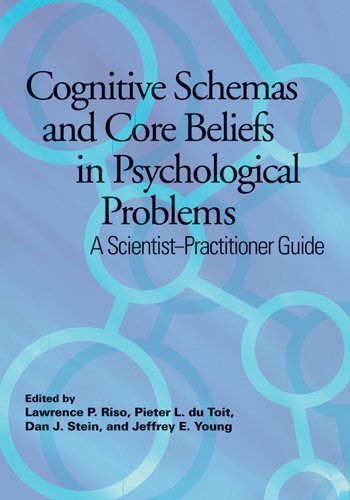 Cognitive Schemas
and Core Beliefs
in Psychological
Problems
A Scientist–Practitioner Guide
Edited by
Lawrence P. Riso, Pieter L. du Toit,
Dan J. Stein, and Jeffrey E. Young